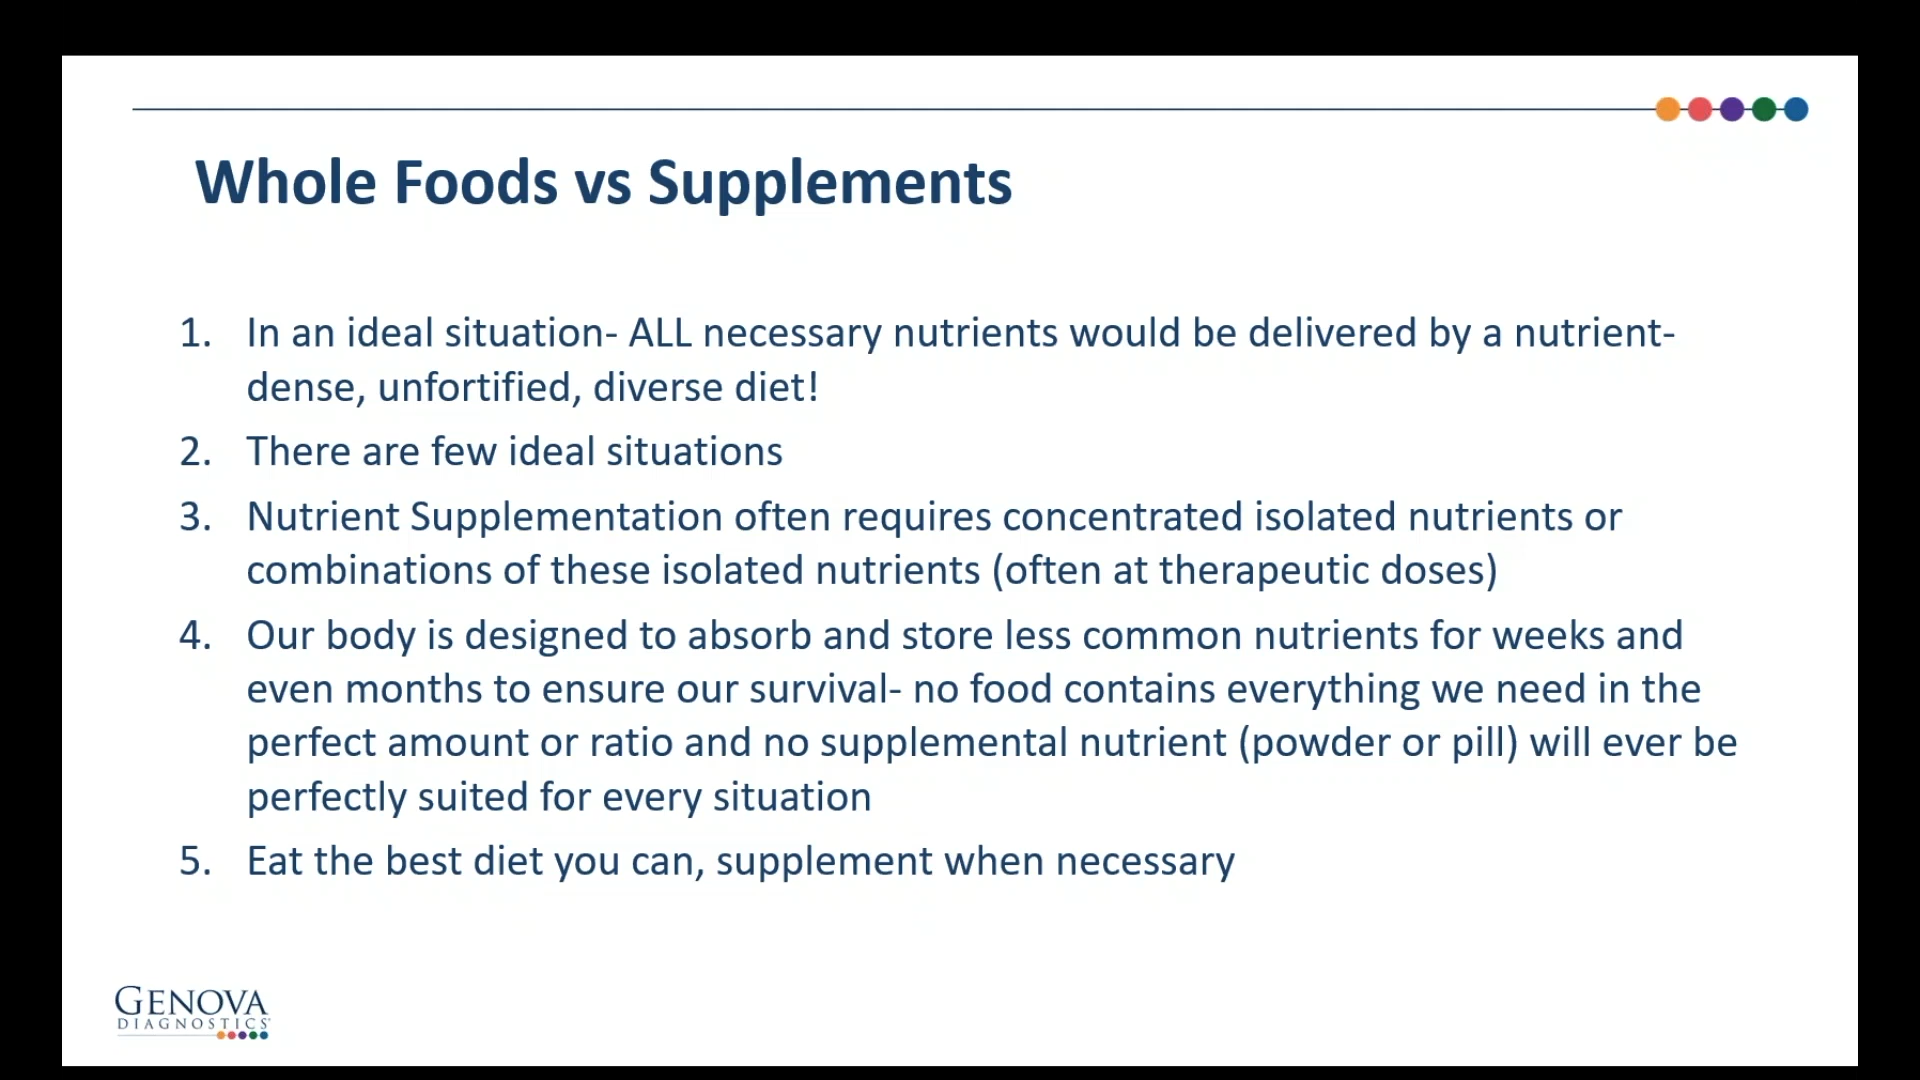 Whole Foods vs Supplements
1. In an ideal situation- ALL necessary nutrients would be delivered by a nutrient-
dense, unfortified, diverse diet!
2. There are few ideal situations
3. Nutrient Supplementation often requires concentrated isolated nutrients or
combinations of these isolated nutrients (often at therapeutic doses)
4. Our body is designed to absorb and store less common nutrients for weeks and
even months to ensure our survival- no food contains everything we need in the
perfect amount or ratio and no supplemental nutrient (powder or pill) will ever be
perfectly suited for every situation
5. Eat the best diet you can, supplement when necessary
GENOVA
DIAGNOSTICS